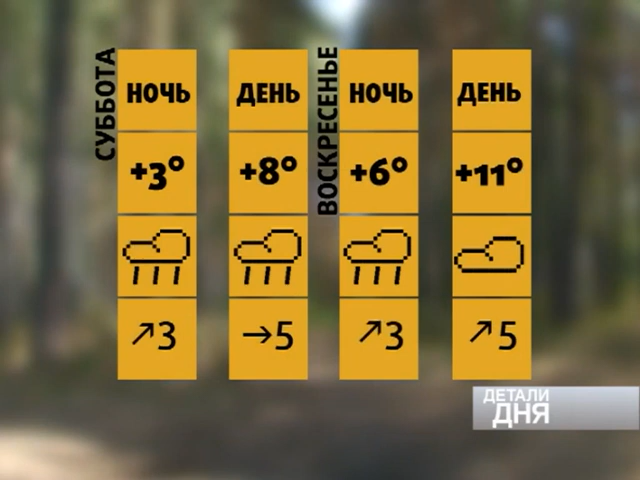 СУББОТА
НОЧЬ
+3°
↗3
ДЕНЬ
+8°
→5
ВОСКРЕСЕНЬЕ
НОЧЬ
+6°
↗3
ДЕНЬ
+11°
↗5
ДЕТАЛИ
ДНЯ